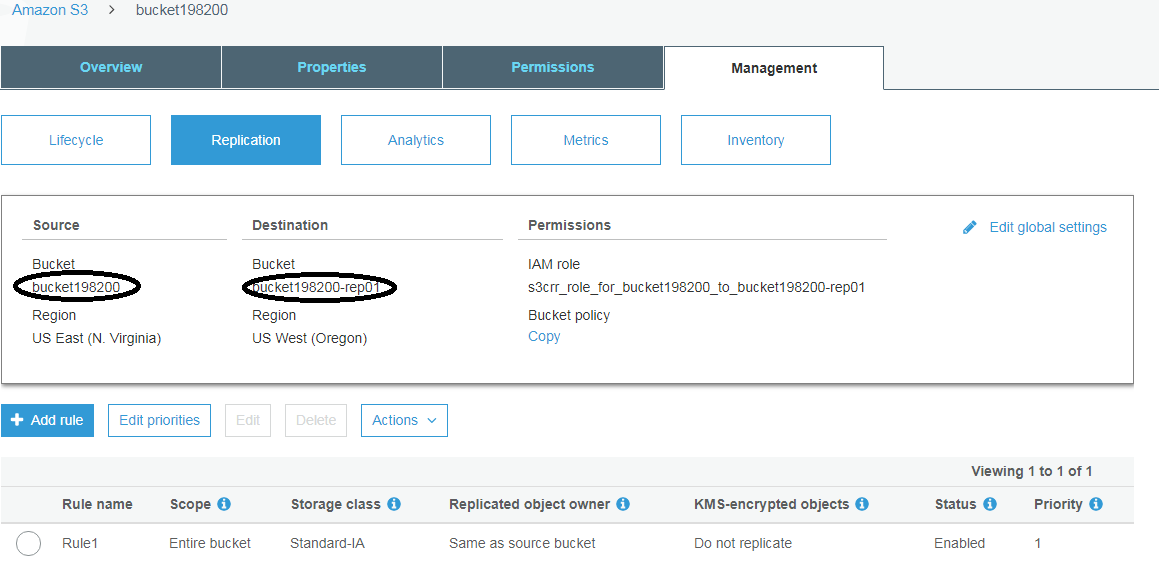 Amazon S3 > bucket198200
Overview Properties Permissions Management
Lifecycle Replication Analytics Metrics Inventory
Source Destination Permissions Edit global settings
Bucket Bucket IAM role
bucket198200 bucket198200-rep01 s3crr_role_for_bucket198200_to_bucket198200-rep01
Region Region Bucket policy
US East (N. Virginia) US West (Oregon) Copy
+ Add rule Edit priorities Edit Delete Actions
Viewing 1 to 1 of 1
Rule name Scope Storage class Replicated object owner KMS-encrypted objects Status Priority
Rule1 Entire bucket Standard-IA Same as source bucket Do not replicate Enabled 1